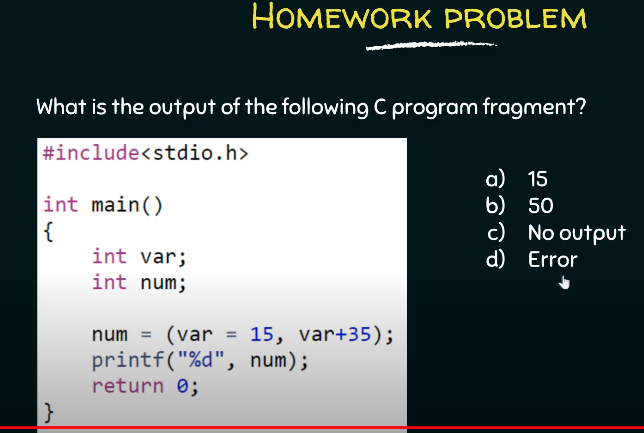 HOMEWORK PROBLEM
What is the output of the following C program fragment?
#include<stdio.h>
int main()
{
int var;
int num;
num = (var = 15, var+35);
printf("%d", num);
return 0;
}
a) 15
b) 50
c) No output
d) Error